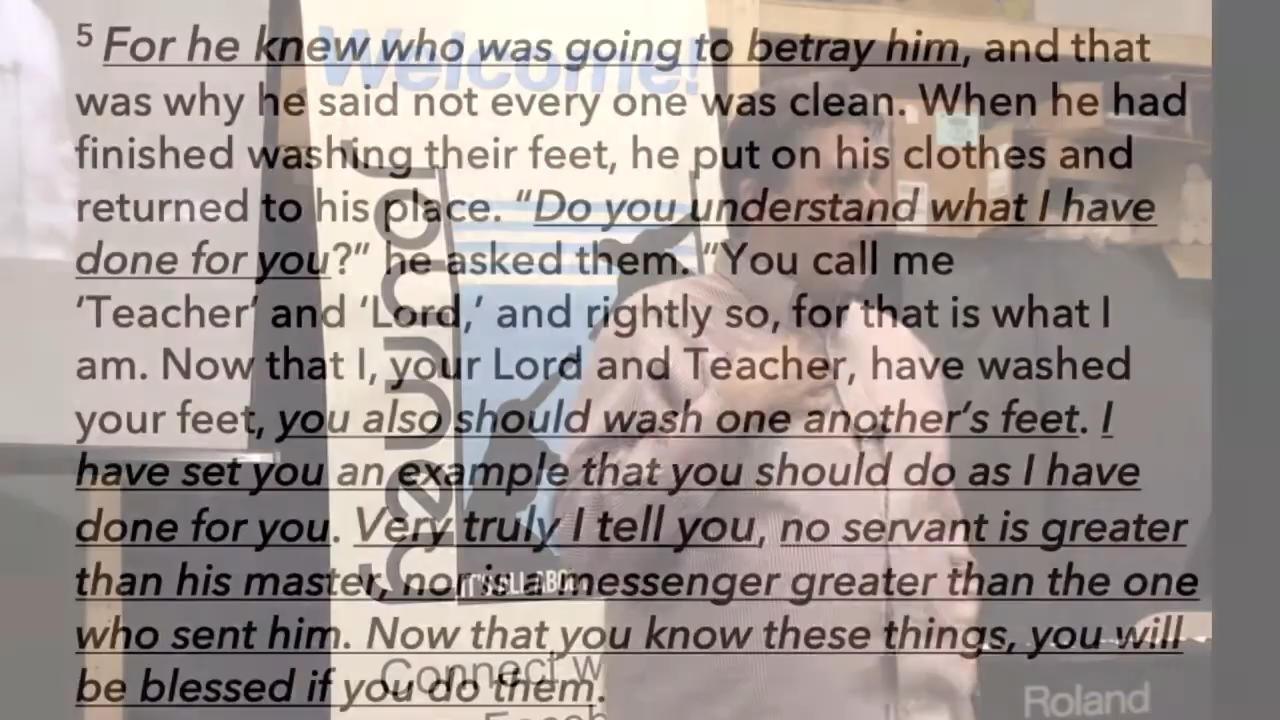 ⁵ For he knew who was going to betray him, and that
was why he said not every one was clean. When he had
finished washing their feet, he put on his clothes and
returned to his place. “Do you understand what I have
done for you?” he asked them. “You call me
‘Teacher’ and ‘Lord,’ and rightly so, for that is what I
am. Now that I, your Lord and Teacher, have washed
your feet, you also should wash one another’s feet. I
have set you an example that you should do as I have
done for you. Very truly I tell you, no servant is greater
than his master, nor is a messenger greater than the one
who sent him. Now that you know these things, you will
be blessed if you do them.
Welcome!
IT'S ALL ABOU
Connect w
Faceb
Roland